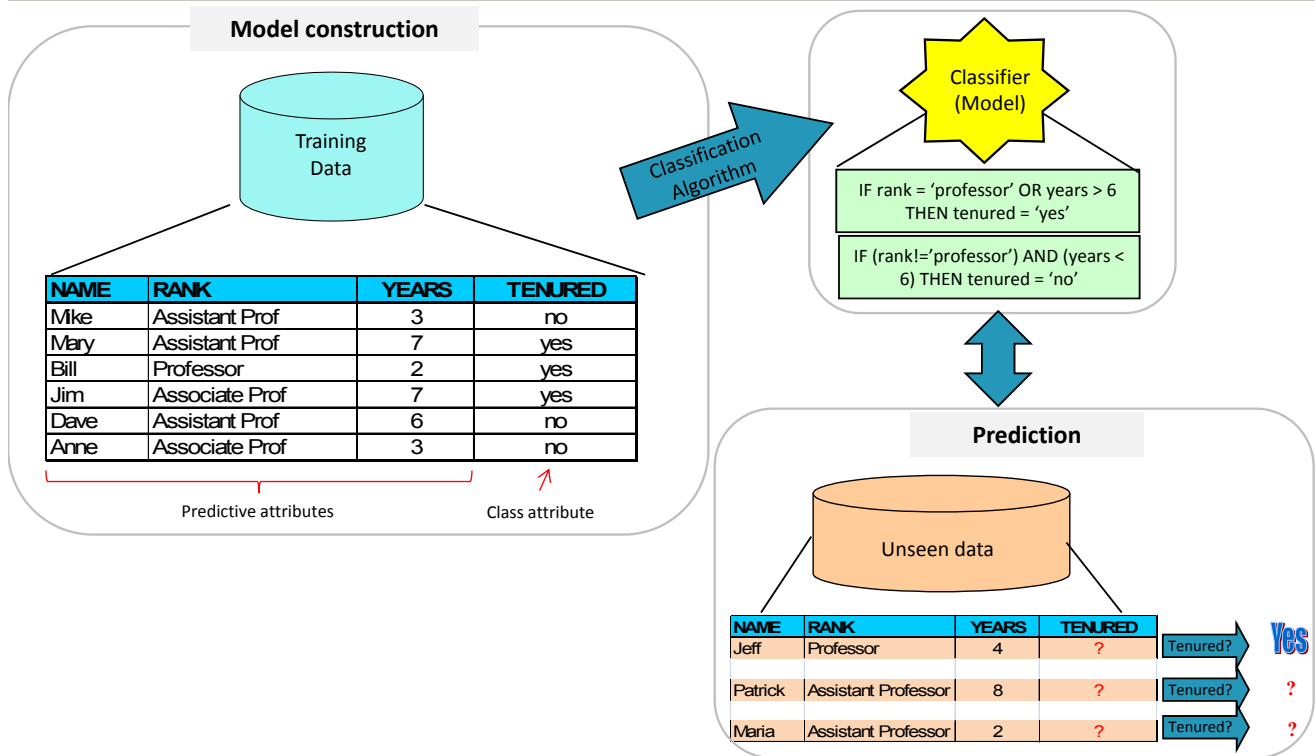 Model construction
Training
Data
NAME RANK YEARS TENURED
Mike Assistant Prof 3 no
Mary Assistant Prof 7 yes
Bill Professor 2 yes
Jim Associate Prof 7 yes
Dave Assistant Prof 6 no
Anne Associate Prof 3 no
Predictive attributes
Class attribute
Classification
Algorithm
Classifier
(Model)
IF rank = ‘professor’ OR years > 6
THEN tenured = ‘yes’
IF (rank!=’professor’) AND (years <
6) THEN tenured = ‘no’
Prediction
Unseen data
NAME RANK YEARS TENURED
Jeff Professor 4 ? Tenured? Yes
Patrick Assistant Professor 8 ? Tenured? ?
Maria Assistant Professor 2 ? Tenured? ?